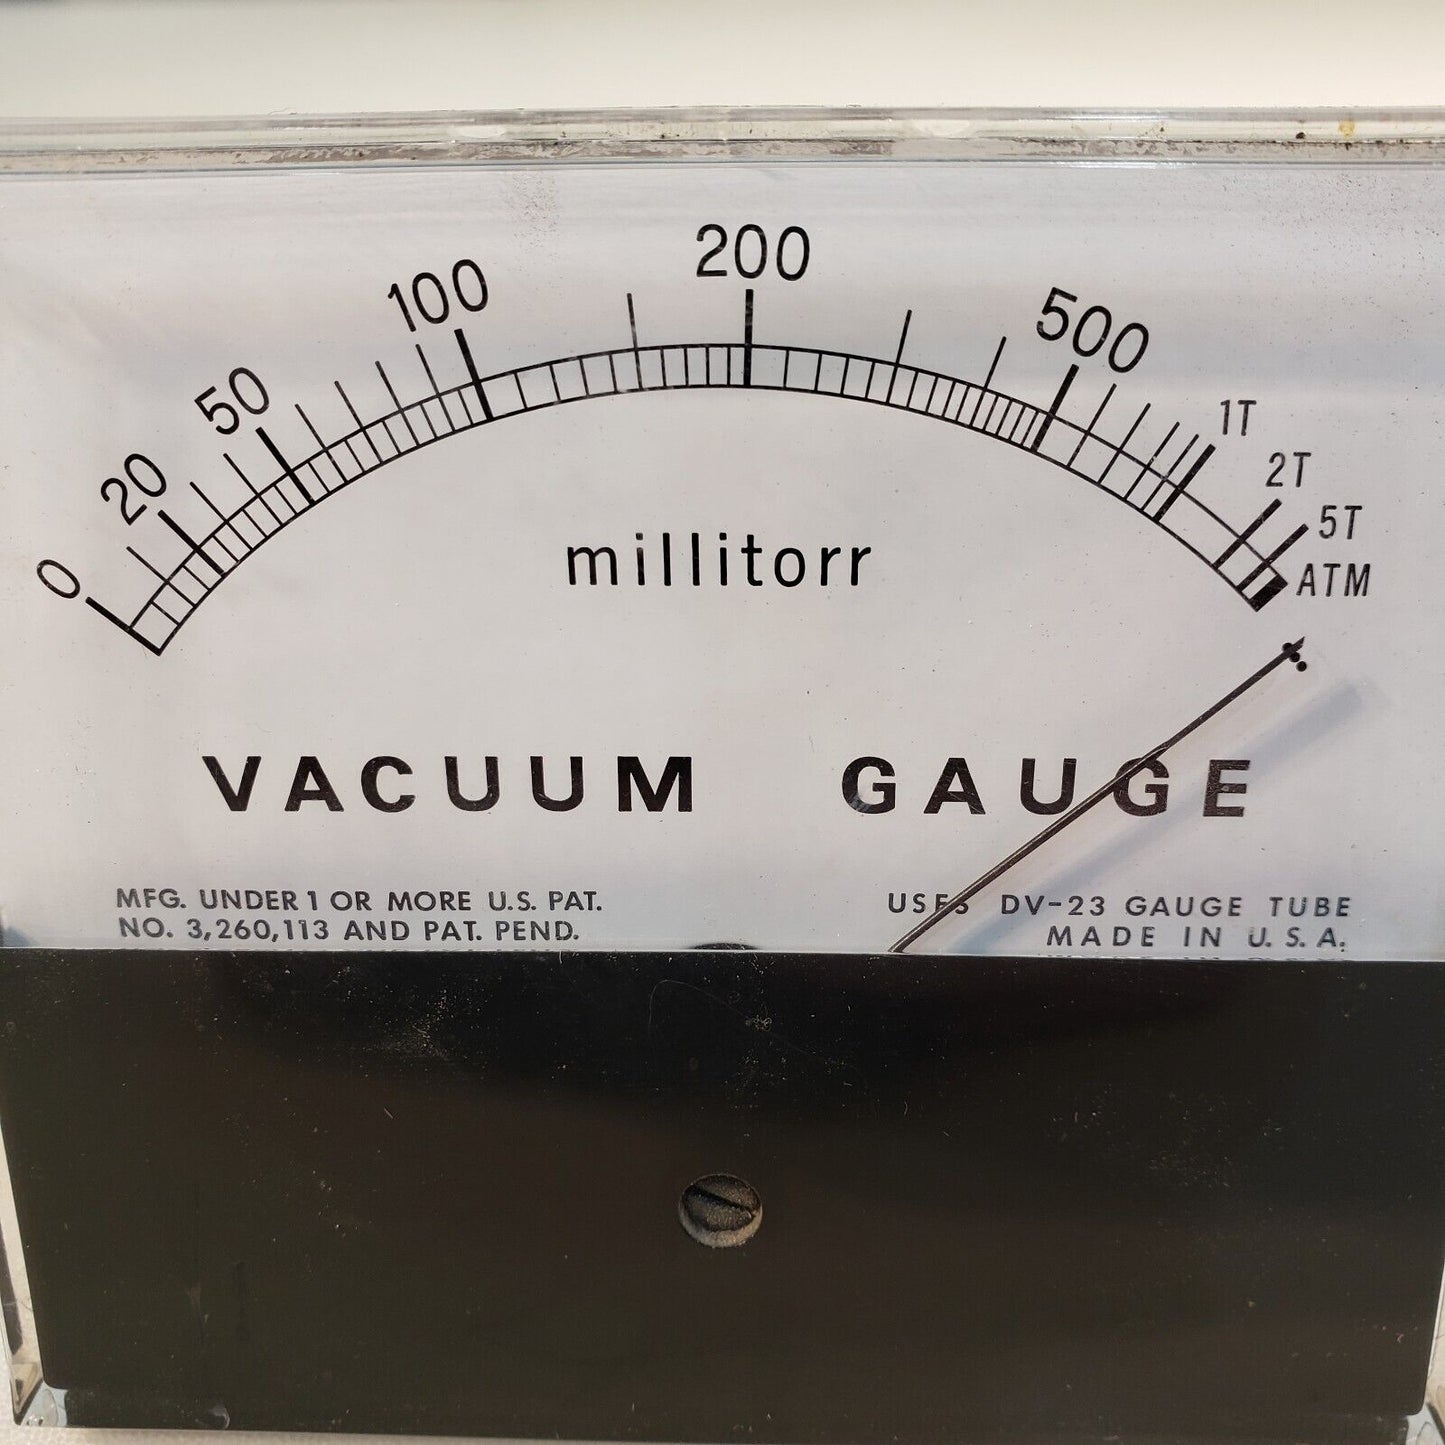 0 20 50 100 200 500 1T 2T 5T ATM
millitorr
VACUUM GAUGE
MFG. UNDER 1 OR MORE U.S. PAT.
NO. 3,260,113 AND PAT. PEND.
USES DV-23 GAUGE TUBE
MADE IN U.S.A.